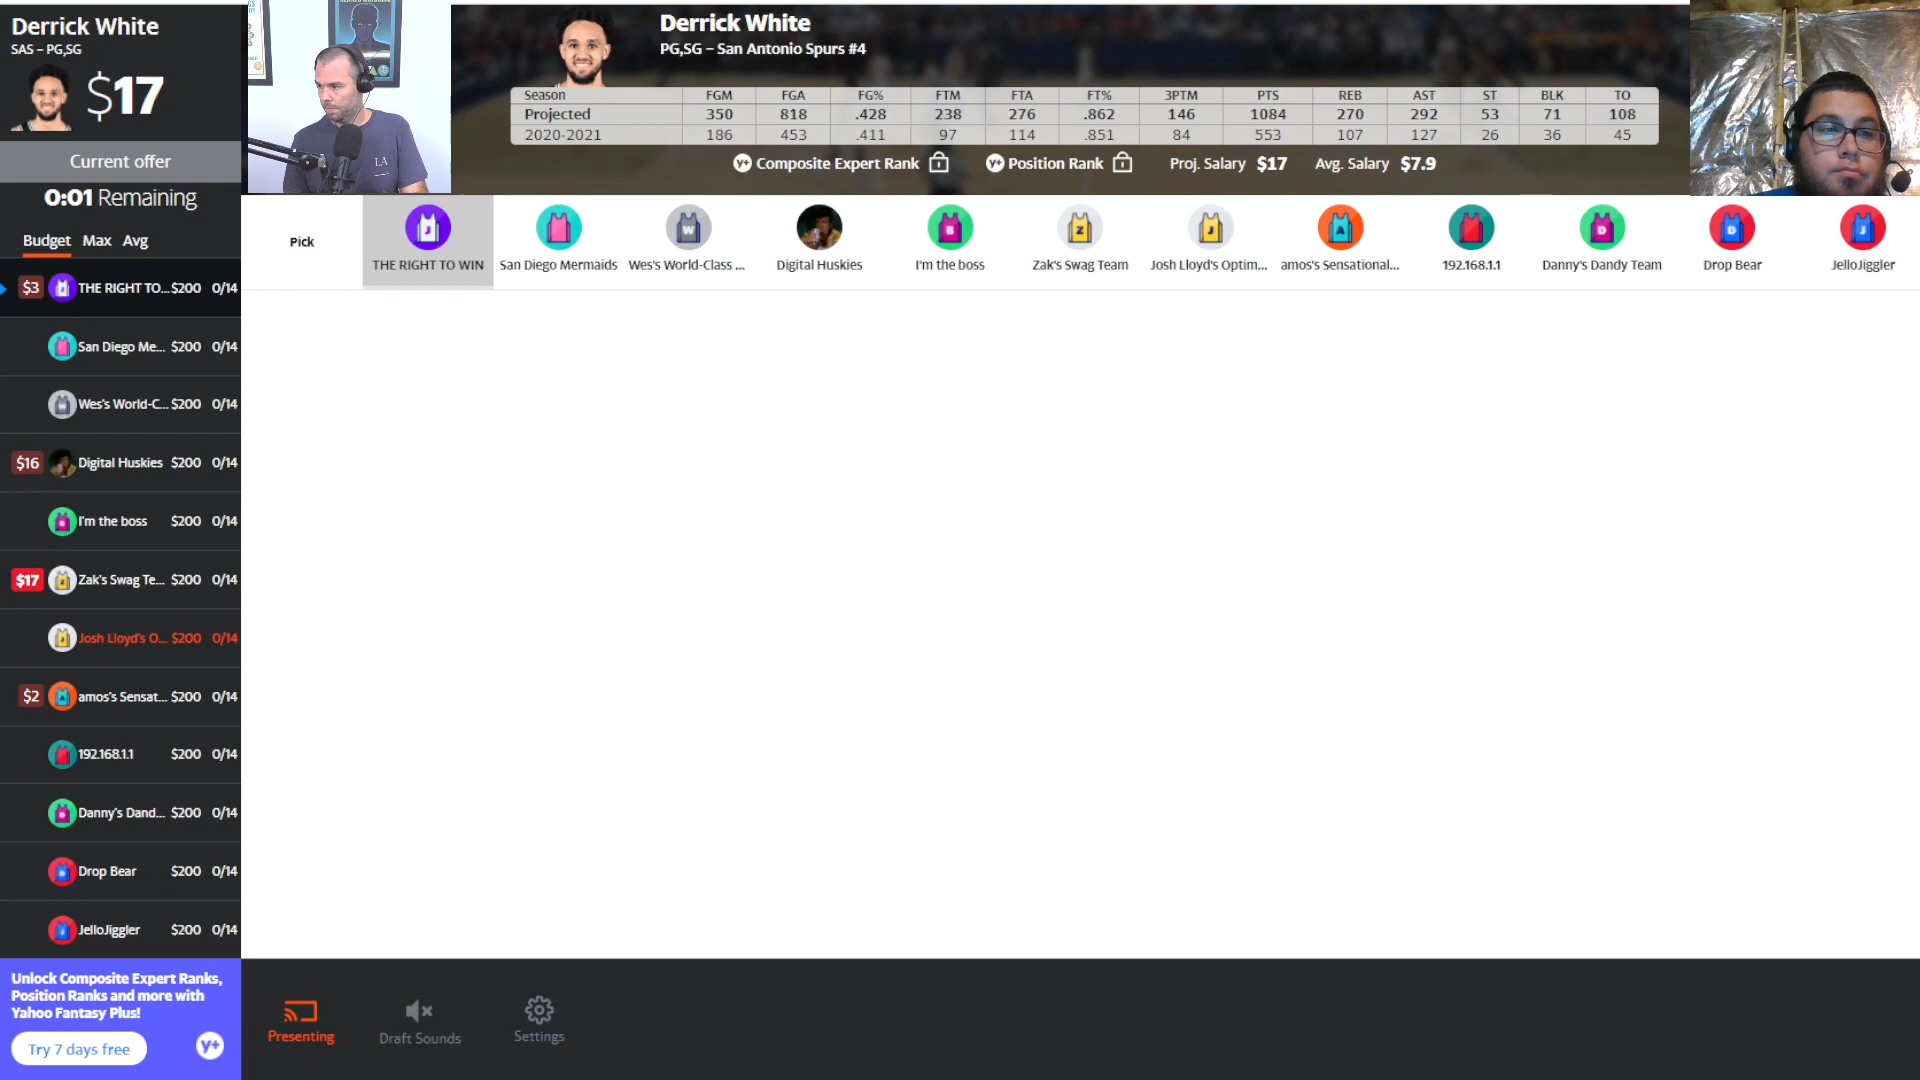 Derrick White
SAS – PG,SG
$17
Current offer
0:01 Remaining
Budget Max Avg
$3 THE RIGHT TO... $200 0/14
San Diego Me... $200 0/14
Wes's World-C... $200 0/14
$16 Digital Huskies $200 0/14
I'm the boss $200 0/14
$17 Zak's Swag Te... $200 0/14
Josh Lloyd's O... $200 0/14
$2 amos's Sensat... $200 0/14
192.168.1.1 $200 0/14
Danny's Dand... $200 0/14
Drop Bear $200 0/14
JelloJiggler $200 0/14
Unlock Composite Expert Ranks,
Position Ranks and more with
Yahoo Fantasy Plus!
Try 7 days free y+
LA
Derrick White
PG,SG – San Antonio Spurs #4
Season FGM FGA FG% FTM FTA FT% 3PTM PTS REB AST ST BLK TO
Projected 350 818 .428 238 276 .862 146 1084 270 292 53 71 108
2020-2021 186 453 .411 97 114 .851 84 553 107 127 26 36 45
y+ Composite Expert Rank y+ Position Rank Proj. Salary $17 Avg. Salary $7.9
J W B Z J A D D J
Pick THE RIGHT TO WIN San Diego Mermaids Wes's World-Class ... Digital Huskies I'm the boss Zak's Swag Team Josh Lloyd's Optim... amos's Sensational... 192.168.1.1 Danny's Dandy Team Drop Bear JelloJiggler
Presenting Draft Sounds Settings